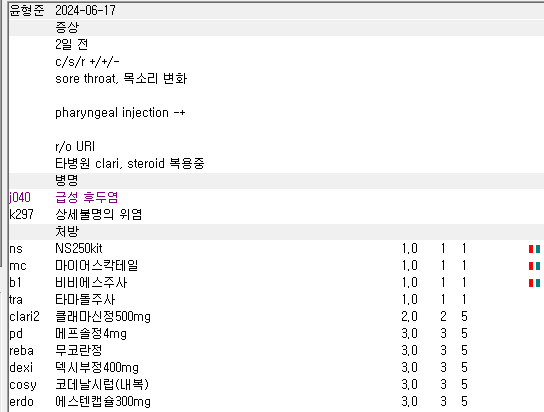 윤형준 2024-06-17
증상
2일 전
c/s/r +/+/-
sore throat, 목소리 변화
pharyngeal injection -+
r/o URI
타병원 clari, steroid 복용중
병명
j040 급성 후두염
k297 상세불명의 위염
처방
ns NS250kit 1.0 1 1
mc 마이어스칵테일 1.0 1 1
b1 비비에스주사 1.0 1 1
tra 타마돌주사 1.0 1 1
clari2 클래마신정500mg 2.0 2 5
pd 메프솔정4mg 3.0 3 5
reba 무코란정 3.0 3 5
dexi 덱시부정400mg 3.0 3 5
cosy 코데날시럽(내복) 3.0 3 5
erdo 에스텐캡슐300mg 3.0 3 5